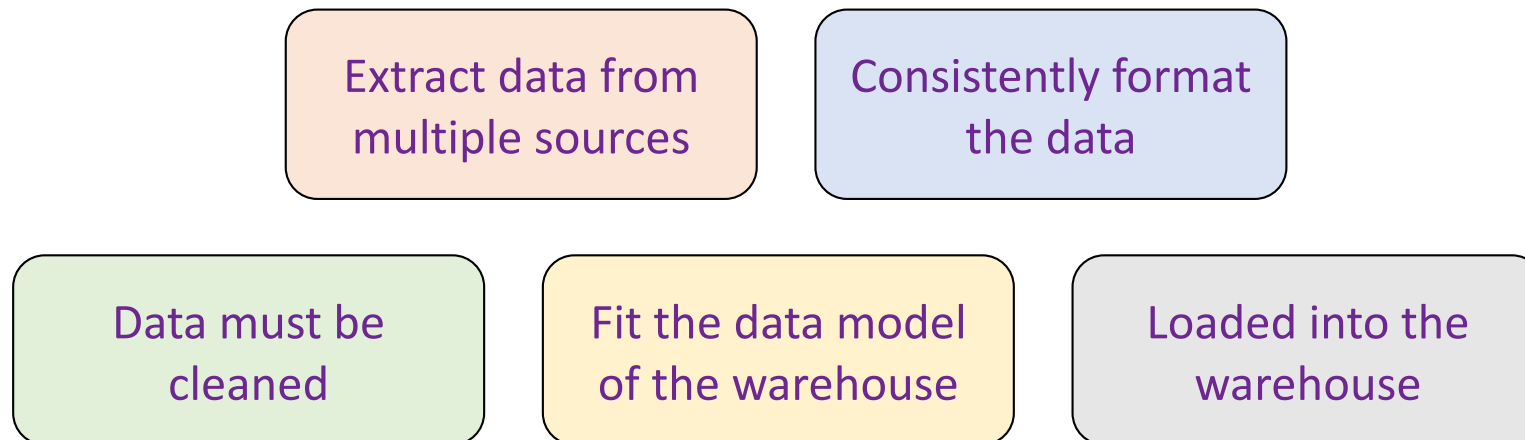 Extract data from
multiple sources
Consistently format
the data
Data must be
cleaned
Fit the data model
of the warehouse
Loaded into the
warehouse